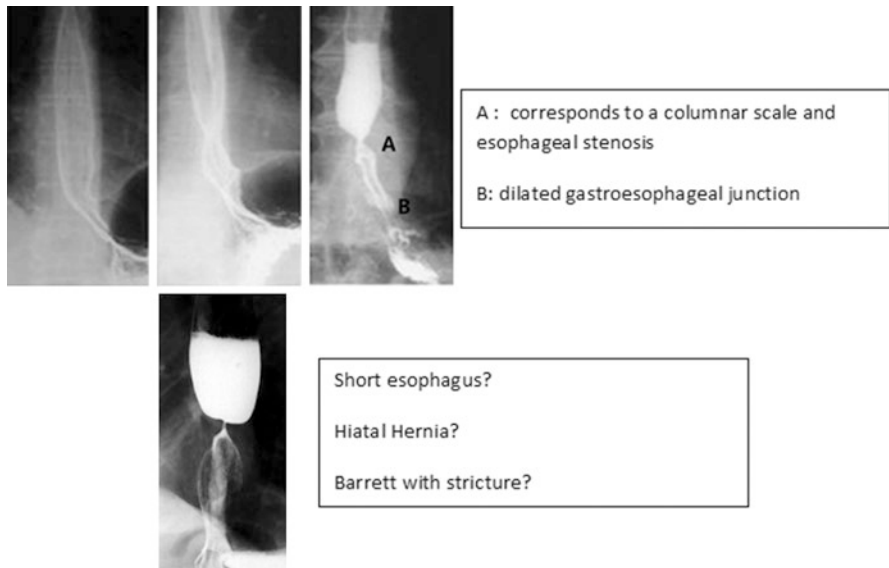 A
B
A : corresponds to a columnar scale and
esophageal stenosis
B: dilated gastroesophageal junction
Short esophagus?
Hiatal Hernia?
Barrett with stricture?